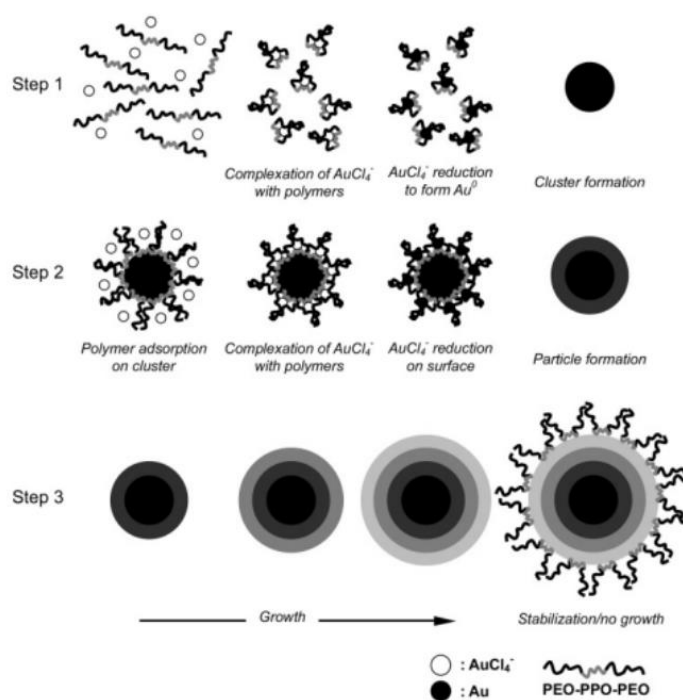 Step 1
Complexation of AuCl₄⁻
with polymers
AuCl₄⁻ reduction
to form Au⁰
Cluster formation
Step 2
Polymer adsorption
on cluster
Complexation of AuCl₄⁻
with polymers
AuCl₄⁻ reduction
on surface
Particle formation
Step 3
Growth
Stabilization/no growth
: AuCl₄⁻
: Au
PEO-PPO-PEO